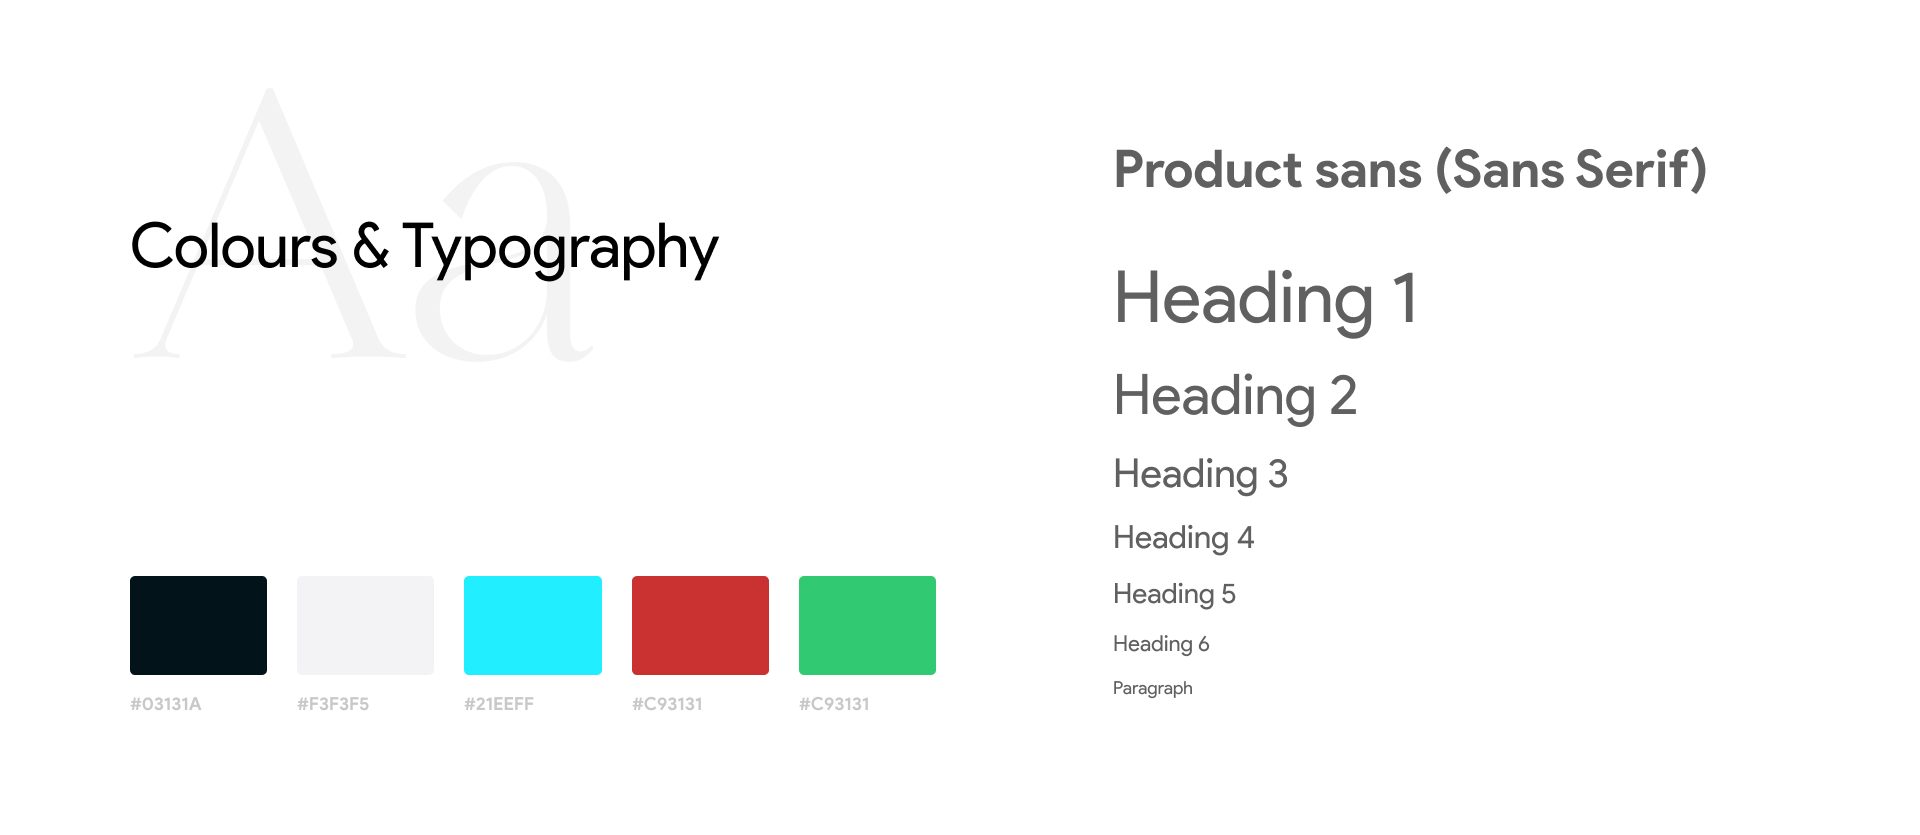 Aa
Colours & Typography
#03131A
#F3F3F5
#21EEFF
#C93131
#C93131
Product sans (Sans Serif)
Heading 1
Heading 2
Heading 3
Heading 4
Heading 5
Heading 6
Paragraph